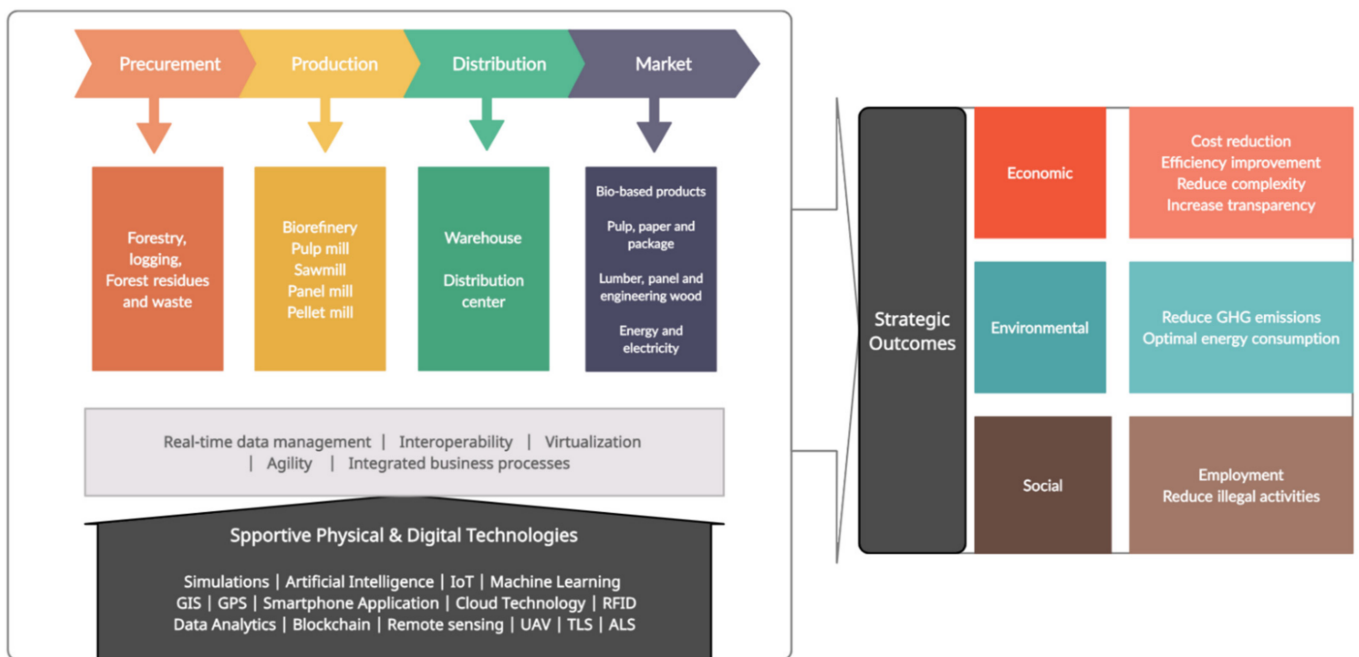 Precurement
Production
Distribution
Market
Forestry,
logging,
Forest residues
and waste
Biorefinery
Pulp mill
Sawmill
Panel mill
Pellet mill
Warehouse
Distribution
center
Bio-based products
Pulp, paper and
package
Lumber, panel and
engineering wood
Energy and
electricity
Real-time data management | Interoperability | Virtualization
| Agility | Integrated business processes
Spportive Physical & Digital Technologies
Simulations | Artificial Intelligence | IoT | Machine Learning
GIS | GPS | Smartphone Application | Cloud Technology | RFID
Data Analytics | Blockchain | Remote sensing | UAV | TLS | ALS
Strategic
Outcomes
Economic
Cost reduction
Efficiency improvement
Reduce complexity
Increase transparency
Environmental
Reduce GHG emissions
Optimal energy consumption
Social
Employment
Reduce illegal activities